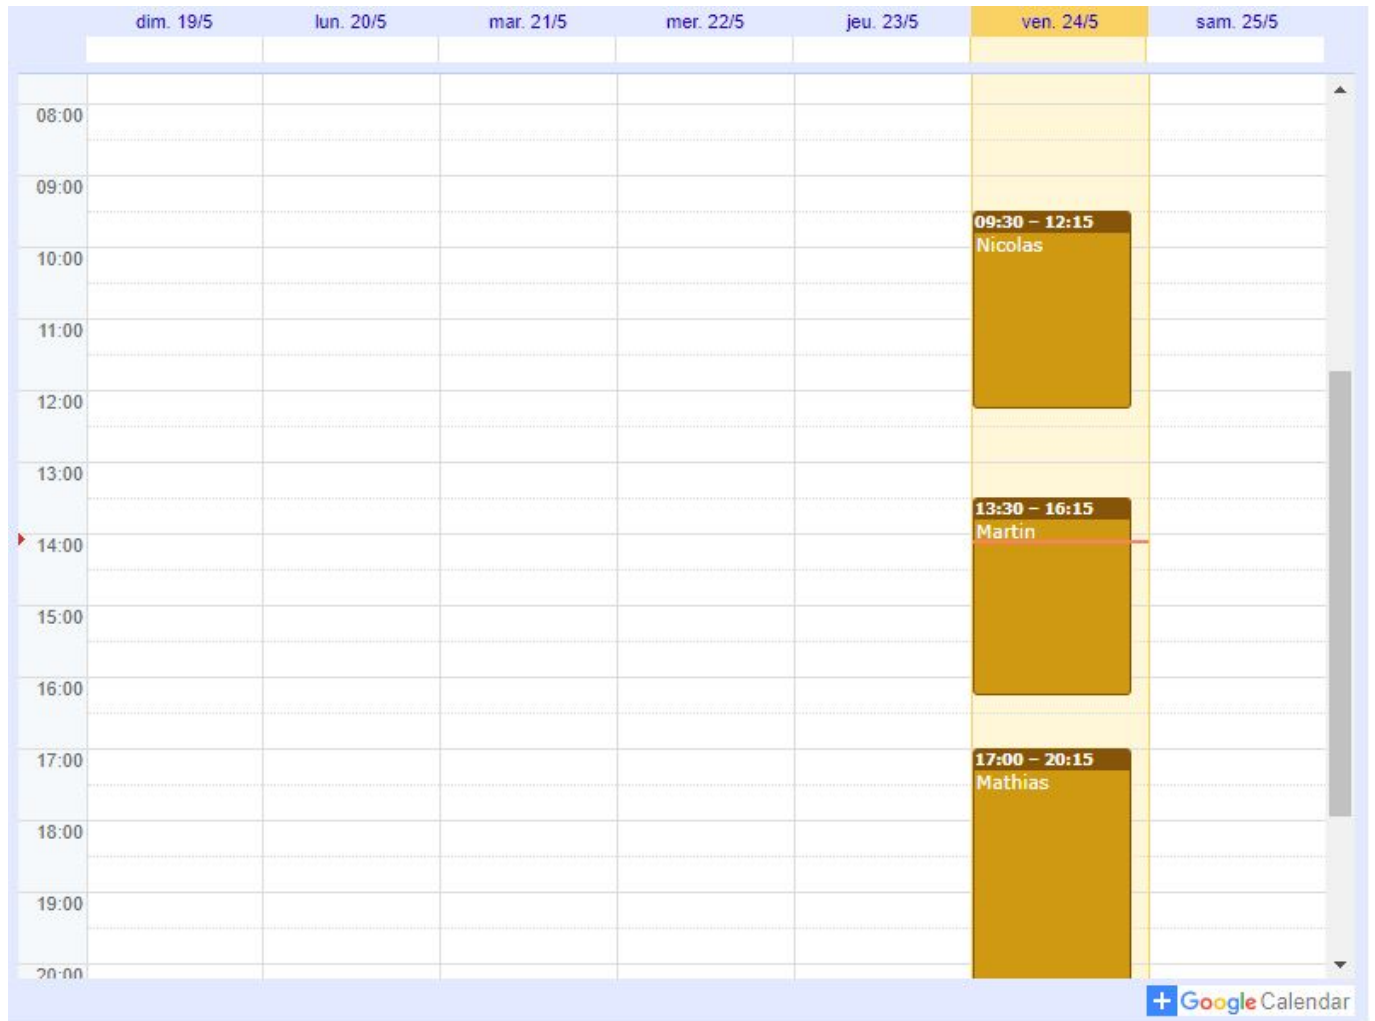 dim. 19/5 lun. 20/5 mar. 21/5 mer. 22/5 jeu. 23/5 ven. 24/5 sam. 25/5
08:00
09:00
09:30 – 12:15
Nicolas
10:00
11:00
12:00
13:00
13:30 – 16:15
Martin
14:00
15:00
16:00
17:00
17:00 – 20:15
Mathias
18:00
19:00
20:00
+ Google Calendar